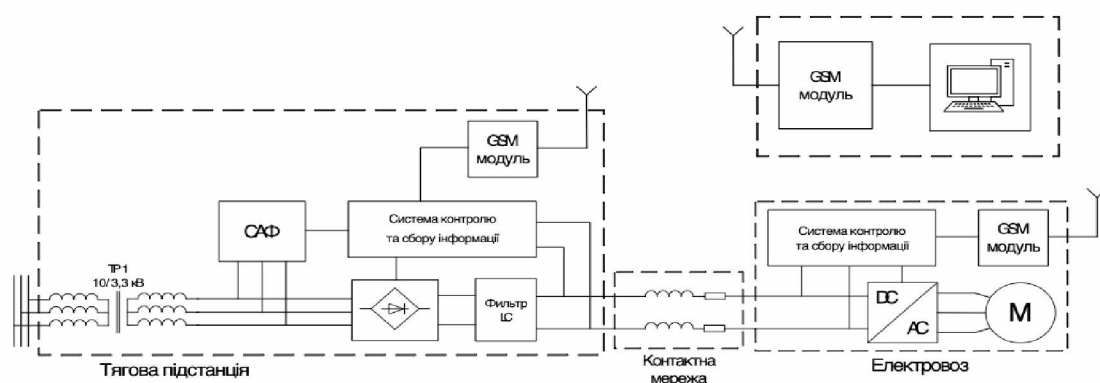 GSM
модуль
GSM
модуль
САФ
Система контролю
та сбору інформації
ТР1
10/3,3 кВ
Фильтр
LC
Тягова підстанція
Контактна
мережа
Система контролю
та сбору інформації
GSM
модуль
DC
AC
М
Електровоз